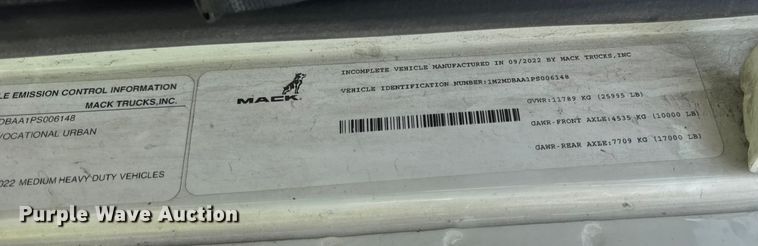 LE EMISSION CONTROL INFORMATION
MACK TRUCKS, INC.
DBAA1PS006148
VOCATIONAL URBAN
022 MEDIUM HEAVY DUTY VEHICLES
MACK
INCOMPLETE VEHICLE MANUFACTURED IN 09/2022 BY MACK TRUCKS,INC
VEHICLE IDENTIFICATION NUMBER:1M2MDBAA1PS006148
GVWR:11789 KG (25995 LB)
GAWR-FRONT AXLE:4535 KG (10000 LB)
GAWR-REAR AXLE:7709 KG (17000 LB)
Purple Wave Auction